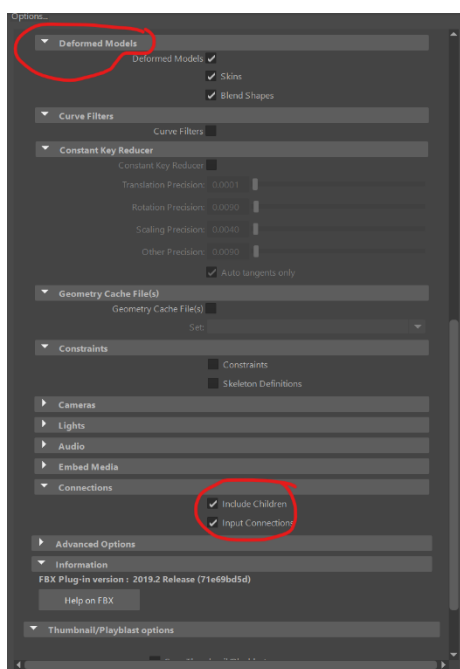 Options...
Deformed Models
Deformed Models
Skins
Blend Shapes
Curve Filters
Curve Filters
Constant Key Reducer
Constant Key Reducer
Translation Precision: 0.0001
Rotation Precision: 0.0090
Scaling Precision: 0.0040
Other Precision: 0.0090
Auto tangents only
Geometry Cache File(s)
Geometry Cache File(s)
Set:
Constraints
Constraints
Skeleton Definitions
Cameras
Lights
Audio
Embed Media
Connections
Include Children
Input Connections
Advanced Options
Information
FBX Plug-in version : 2019.2 Release (71e69bd5d)
Help on FBX
Thumbnail/Playblast options